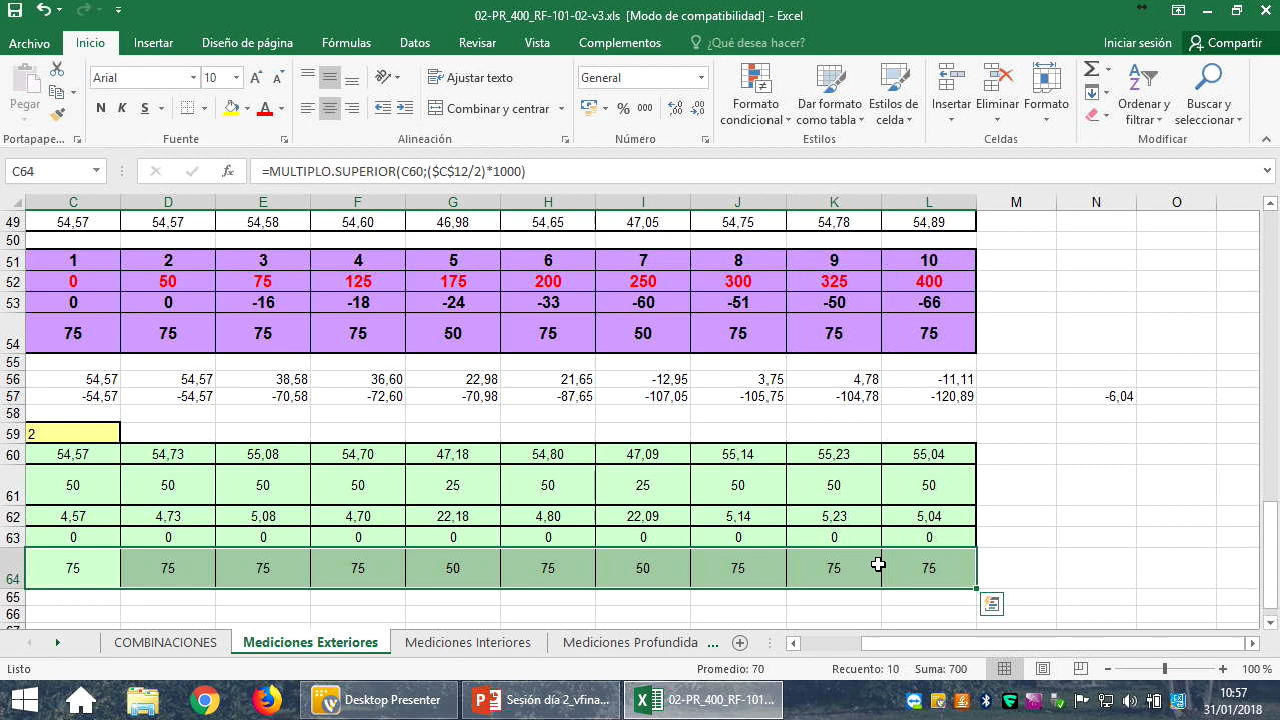 02-PR_400_RF-101-02-v3.xls [Modo de compatibilidad] - Excel
Archivo Inicio Insertar Diseño de página Fórmulas Datos Revisar Vista Complementos ¿Qué desea hacer? Iniciar sesión Compartir
Pegar Arial 10 A A Ajustar texto General Formato condicional Dar formato como tabla Estilos de celda Insertar Eliminar Formato Ordenar y filtrar Buscar y seleccionar
N K S A Combinar y centrar % 000
Portapape... Fuente Alineación Número Estilos Celdas Modificar
C64 fx =MULTIPLO.SUPERIOR(C60;($C$12/2)*1000)
C D E F G H I J K L M N O
49 54,57 54,57 54,58 54,60 46,98 54,65 47,05 54,75 54,78 54,89
50
51 1 2 3 4 5 6 7 8 9 10
52 0 50 75 125 175 200 250 300 325 400
53 0 0 -16 -18 -24 -33 -60 -51 -50 -66
54 75 75 75 75 50 75 50 75 75 75
55
56 54,57 54,57 38,58 36,60 22,98 21,65 -12,95 3,75 4,78 -11,11
57 -54,57 -54,57 -70,58 -72,60 -70,98 -87,65 -107,05 -105,75 -104,78 -120,89 -6,04
58
59 2
60 54,57 54,73 55,08 54,70 47,18 54,80 47,09 55,14 55,23 55,04
61 50 50 50 50 25 50 25 50 50 50
62 4,57 4,73 5,08 4,70 22,18 4,80 22,09 5,14 5,23 5,04
63 0 0 0 0 0 0 0 0 0 0
64 75 75 75 75 50 75 50 75 75 75
65
66
COMBINACIONES Mediciones Exteriores Mediciones Interiores Mediciones Profundida ...
Listo Promedio: 70 Recuento: 10 Suma: 700 100 %
Desktop Presenter Sesión día 2_vfina... 02-PR_400_RF-101... 10:57
31/01/2018